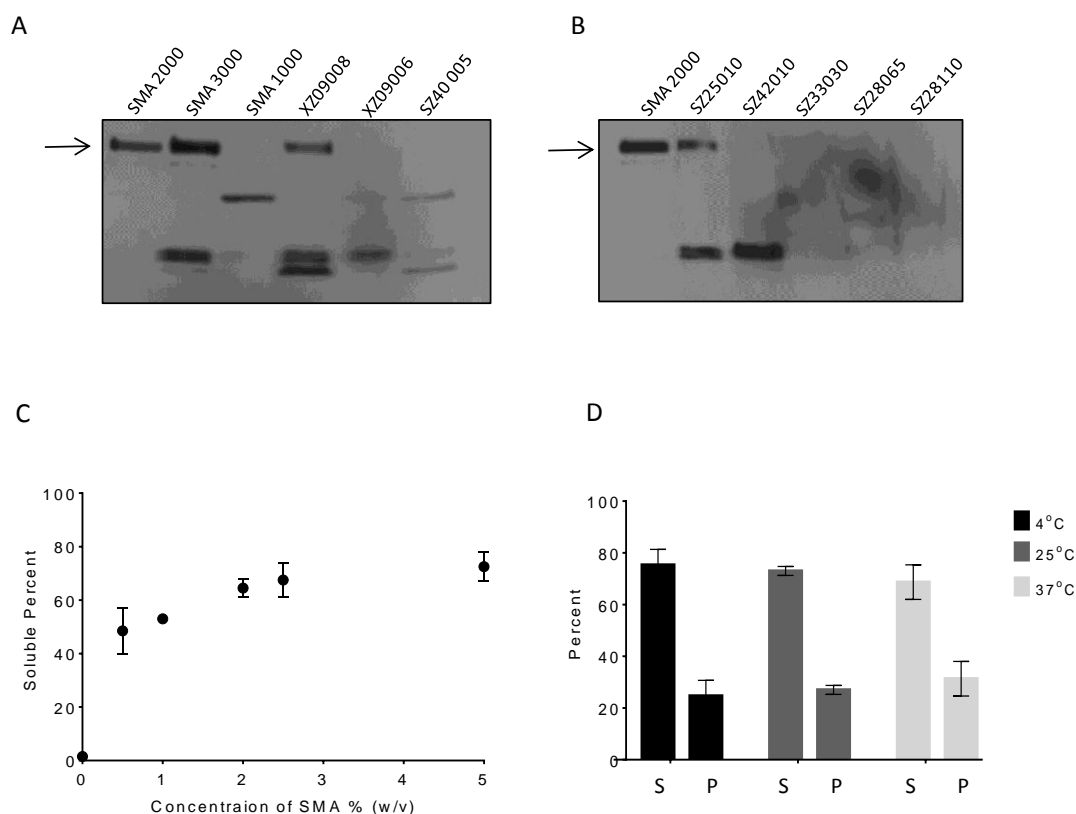 A
B
SMA 2000
SMA 3000
SMA 1000
XZ09008
XZ09006
SZ40 005
SMA2000
SZ25010
SZ42010
SZ33030
SZ28065
SZ28110
C
D
100
80
60
40
20
0
Soluble Percent
0 1 2 3 4 5
Concentraion of SMA % (w/v)
100
80
60
40
20
0
Percent
S P S P S P
4°C
25°C
37°C